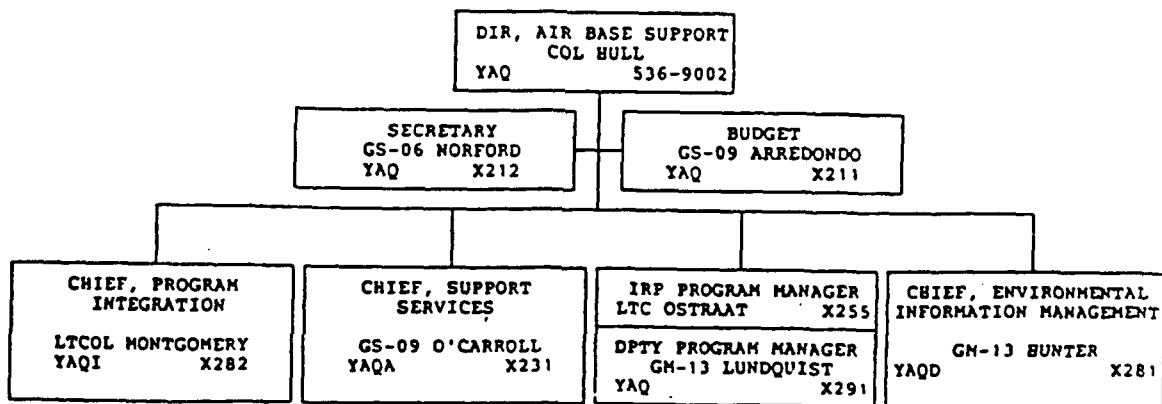 DIR, AIR BASE SUPPORT
COL HULL
YAQ 536-9002
SECRETARY
GS-06 NORFORD
YAQ X212
BUDGET
GS-09 ARREDONDO
YAQ X211
CHIEF, PROGRAM
INTEGRATION
LTCOL MONTGOMERY
YAQI X282
CHIEF, SUPPORT
SERVICES
GS-09 O'CARROLL
YAQA X231
IRP PROGRAM MANAGER
LTC OSTRAAT X255
DPTY PROGRAM MANAGER
GM-13 LUNDQUIST
YAQ X291
CHIEF, ENVIRONMENTAL
INFORMATION MANAGEMENT
GM-13 HUNTER
YAQD X281